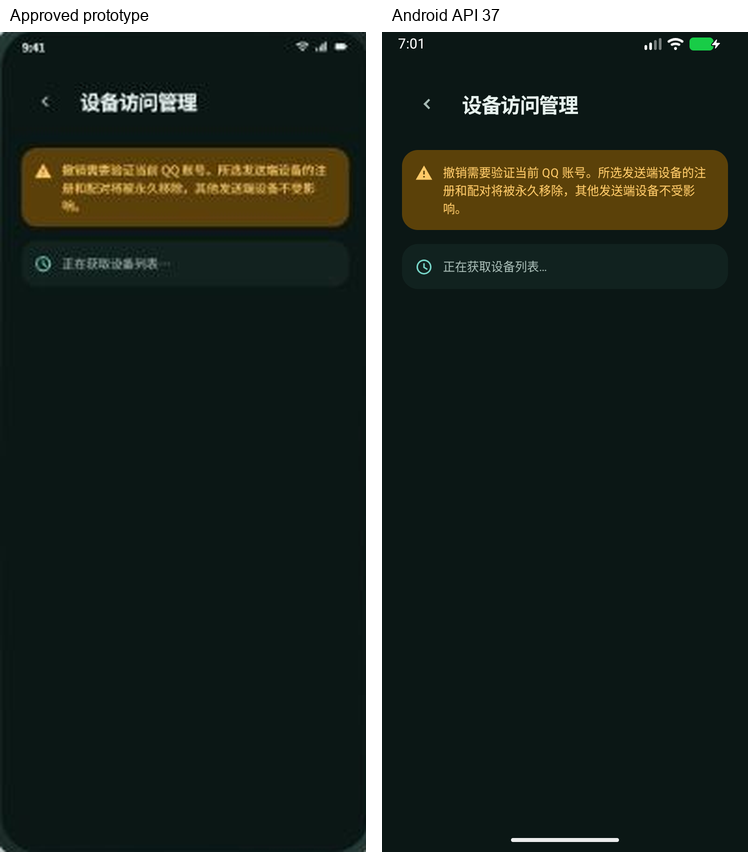 Approved prototype
9:41
设备访问管理
撤销需要验证当前 QQ 账号。所选发送端设备的注
册和配对将被永久移除，其他发送端设备不受影
响。
正在获取设备列表…
Android API 37
7:01
设备访问管理
撤销需要验证当前 QQ 账号。所选发送端设备的注
册和配对将被永久移除，其他发送端设备不受影
响。
正在获取设备列表…